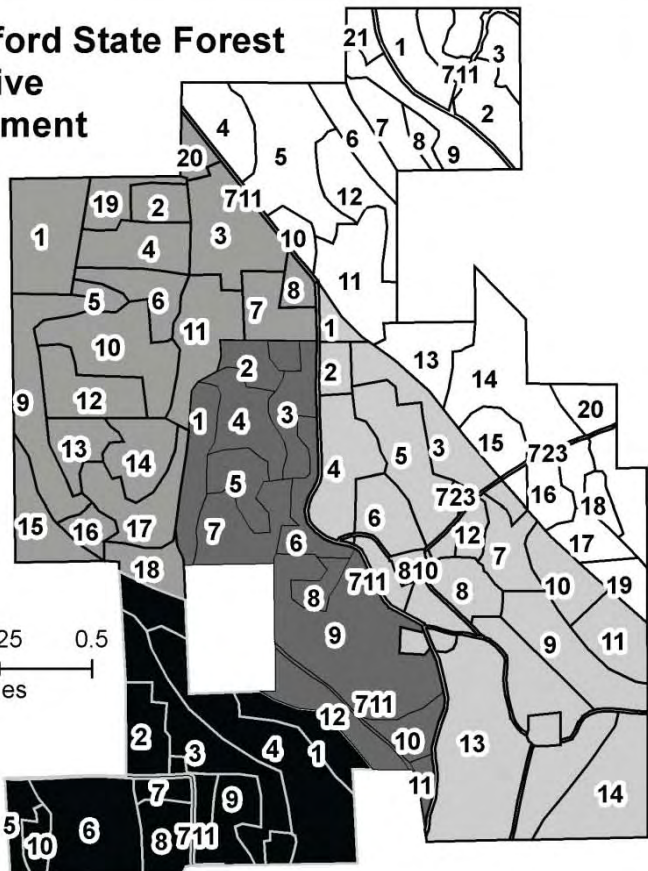 ford State Forest
ive
ment
21 1 3
711
2
7 8 9
4 5 6
20 711 12
19 2 3 10
1 4 11
5 6 7 8
10 11 1
2 2 13
9 12 1 4 3 14
20
13 14 5 4 5 3 15 723
723 16 18
15 16 17 7 6 12 7 17
6
18 711 810 8 10 19
8 9 9 11
25 0.5
es
12 711
2 3 4 1 10 13
11
7 9 14
5 10 6 8 711